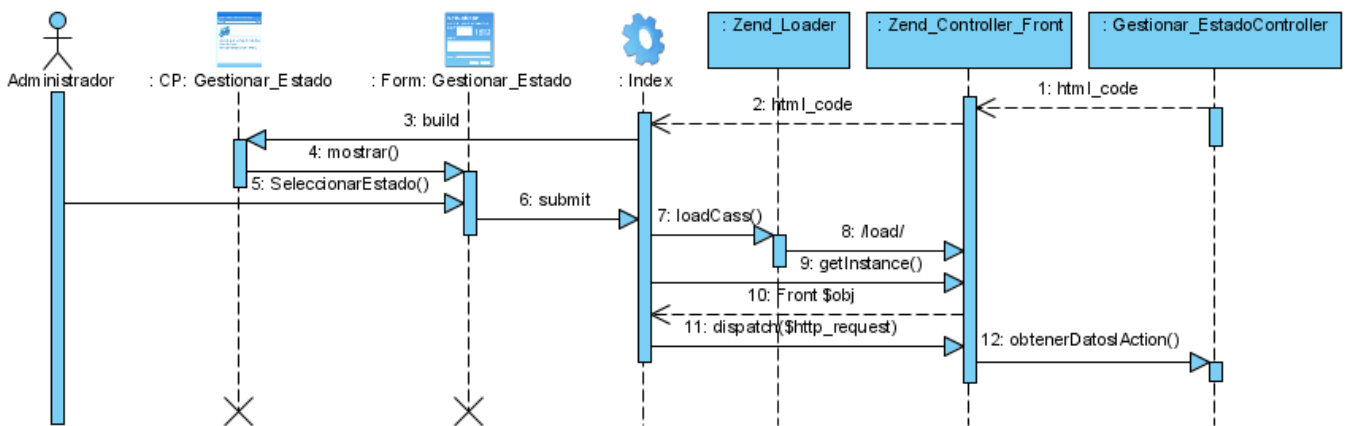 Administrador
: CP: Gestionar_Estado
: Form: Gestionar_Estado
: Index
: Zend_Loader
: Zend_Controller_Front
: Gestionar_EstadoController
1: html_code
2: html_code
3: build
4: mostrar()
5: SeleccionarEstado()
6: submit
7: loadCass()
8: /load/
9: getInstance()
10: Front $obj
11: dispatch($http_request)
12: obtenerDatosIAction()